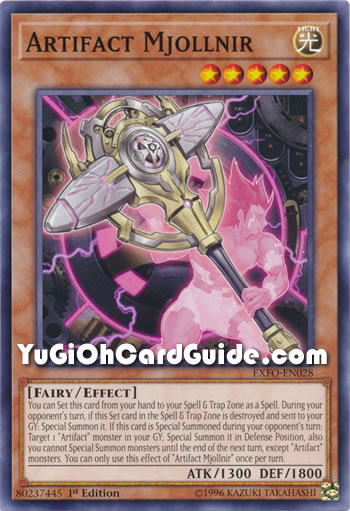 ARTIFACT MJOLLNIR
LIGHT
光
YuGiOhCardGuide.com
EXFO-EN028
[FAIRY/EFFECT]
You can Set this card from your hand to your Spell & Trap Zone as a Spell. During your
opponent's turn, if this Set card in the Spell & Trap Zone is destroyed and sent to your
GY: Special Summon it. If this card is Special Summoned during your opponent's turn:
Target 1 "Artifact" monster in your GY; Special Summon it in Defense Position, also
you cannot Special Summon monsters until the end of the next turn, except "Artifact"
monsters. You can only use this effect of "Artifact Mjollnir" once per turn.
ATK/1300 DEF/1800
80237445 1st Edition ©1996 KAZUKI TAKAHASHI